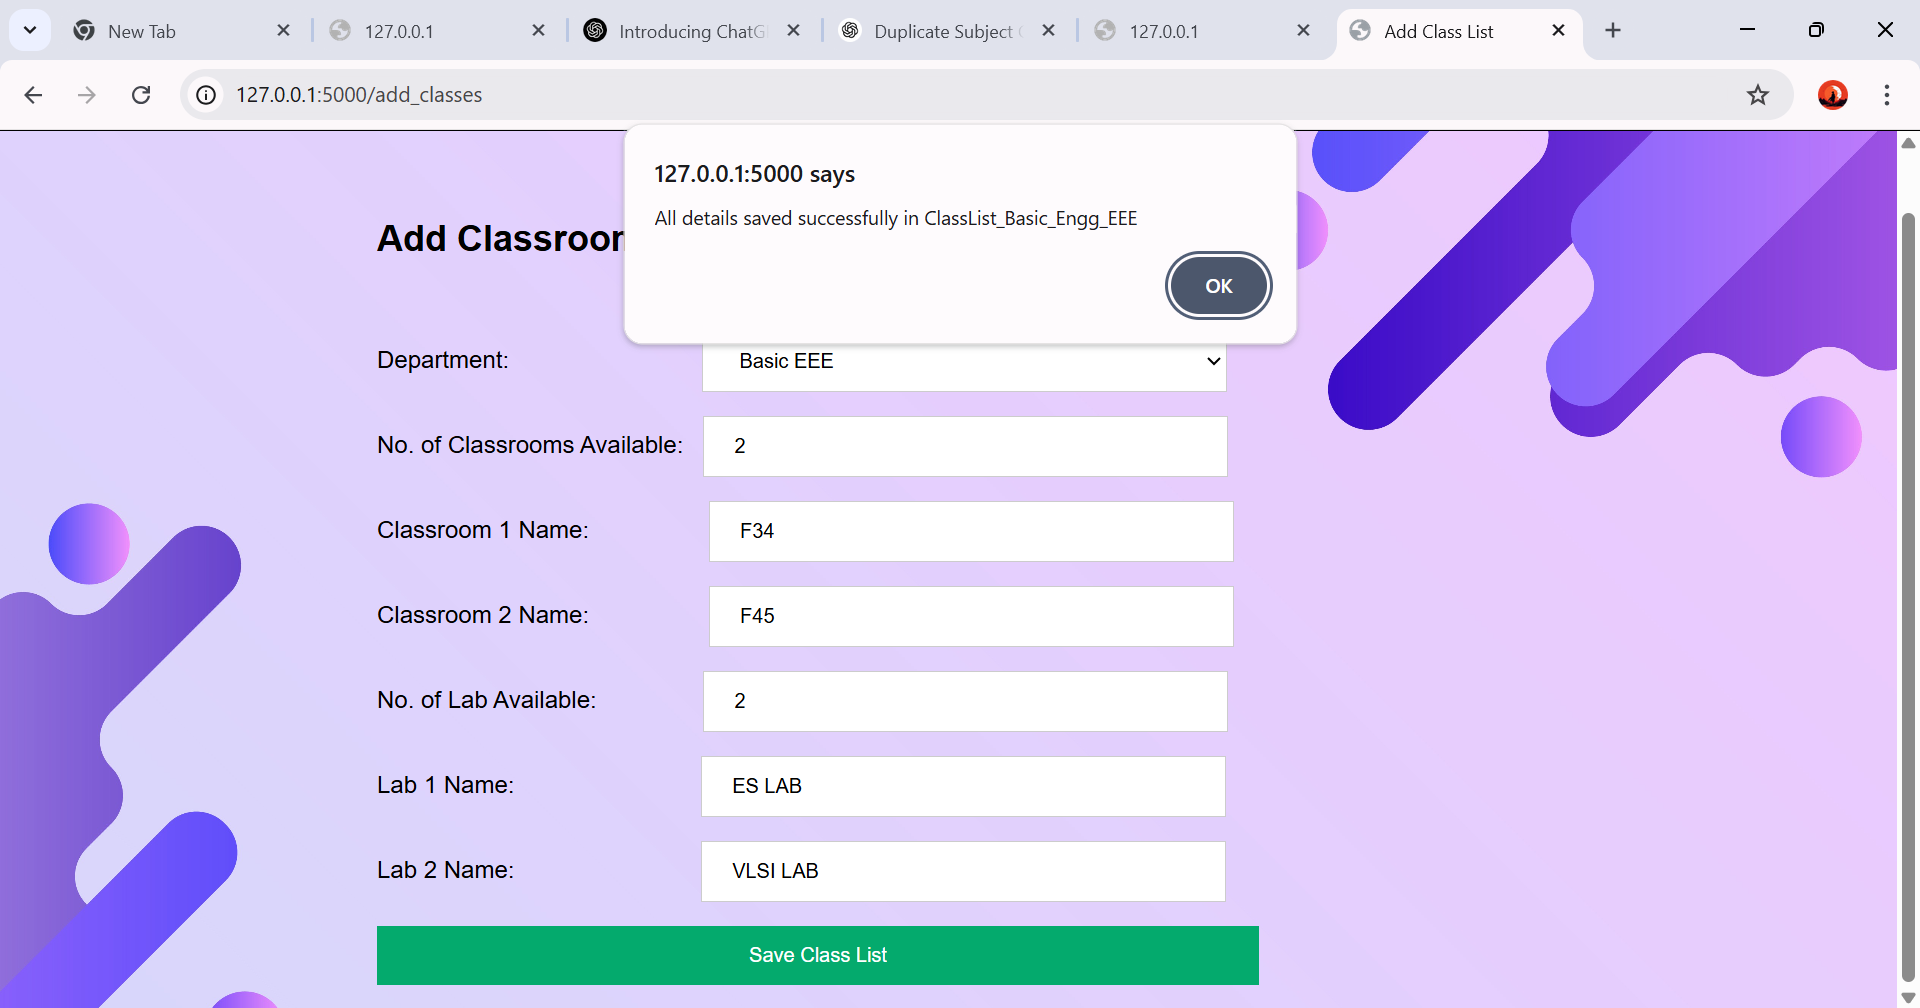 New Tab
127.0.0.1
Introducing ChatG
Duplicate Subject
127.0.0.1
Add Class List
127.0.0.1:5000/add_classes
127.0.0.1:5000 says
All details saved successfully in ClassList_Basic_Engg_EEE
OK
Add Classroom
Department:
Basic EEE
No. of Classrooms Available:
2
Classroom 1 Name:
F34
Classroom 2 Name:
F45
No. of Lab Available:
2
Lab 1 Name:
ES LAB
Lab 2 Name:
VLSI LAB
Save Class List